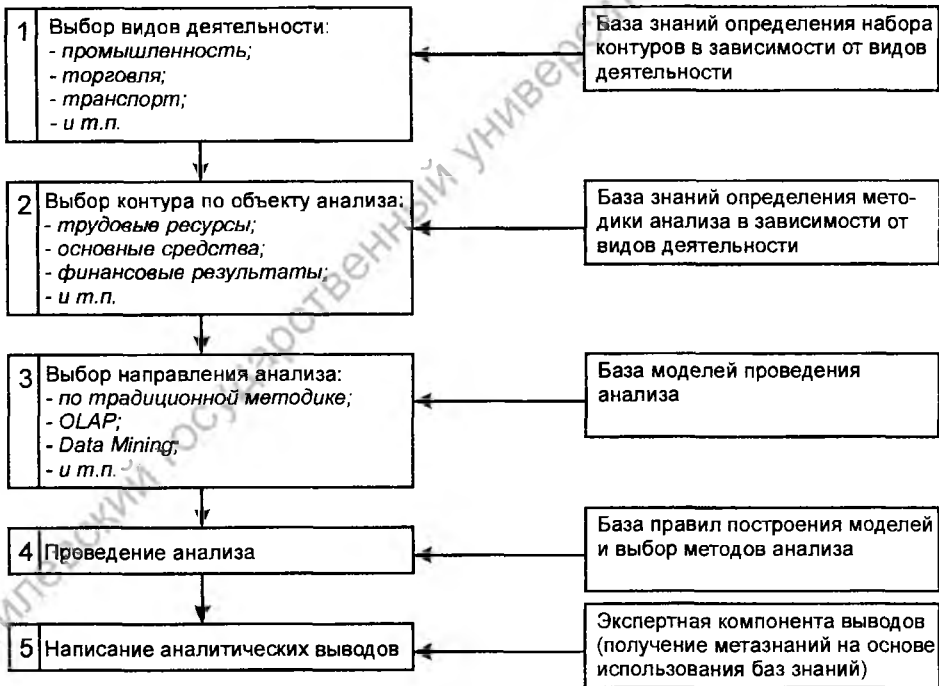 1
Выбор видов деятельности:
- промышленность;
- торговля;
- транспорт;
- и т.п.
База знаний определения набора
контуров в зависимости от видов
деятельности
2
Выбор контура по объекту анализа:
- трудовые ресурсы;
- основные средства;
- финансовые результаты;
- и т.п.
База знаний определения мето-
дики анализа в зависимости от
видов деятельности
3
Выбор направления анализа:
- по традиционной методике;
- OLAP;
- Data Mining;
- и т.п.
База моделей проведения
анализа
4
Проведение анализа
База правил построения моделей
и выбор методов анализа
5
Написание аналитических выводов
Экспертная компонента выводов
(получение метазнаний на основе
использования баз знаний)
государственный